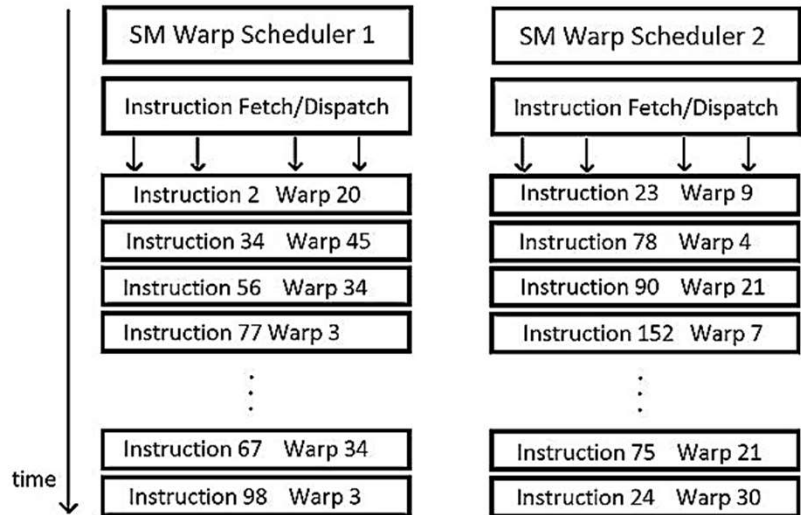 SM Warp Scheduler 1
Instruction Fetch/Dispatch
Instruction 2 Warp 20
Instruction 34 Warp 45
Instruction 56 Warp 34
Instruction 77 Warp 3
Instruction 67 Warp 34
Instruction 98 Warp 3
time
SM Warp Scheduler 2
Instruction Fetch/Dispatch
Instruction 23 Warp 9
Instruction 78 Warp 4
Instruction 90 Warp 21
Instruction 152 Warp 7
Instruction 75 Warp 21
Instruction 24 Warp 30